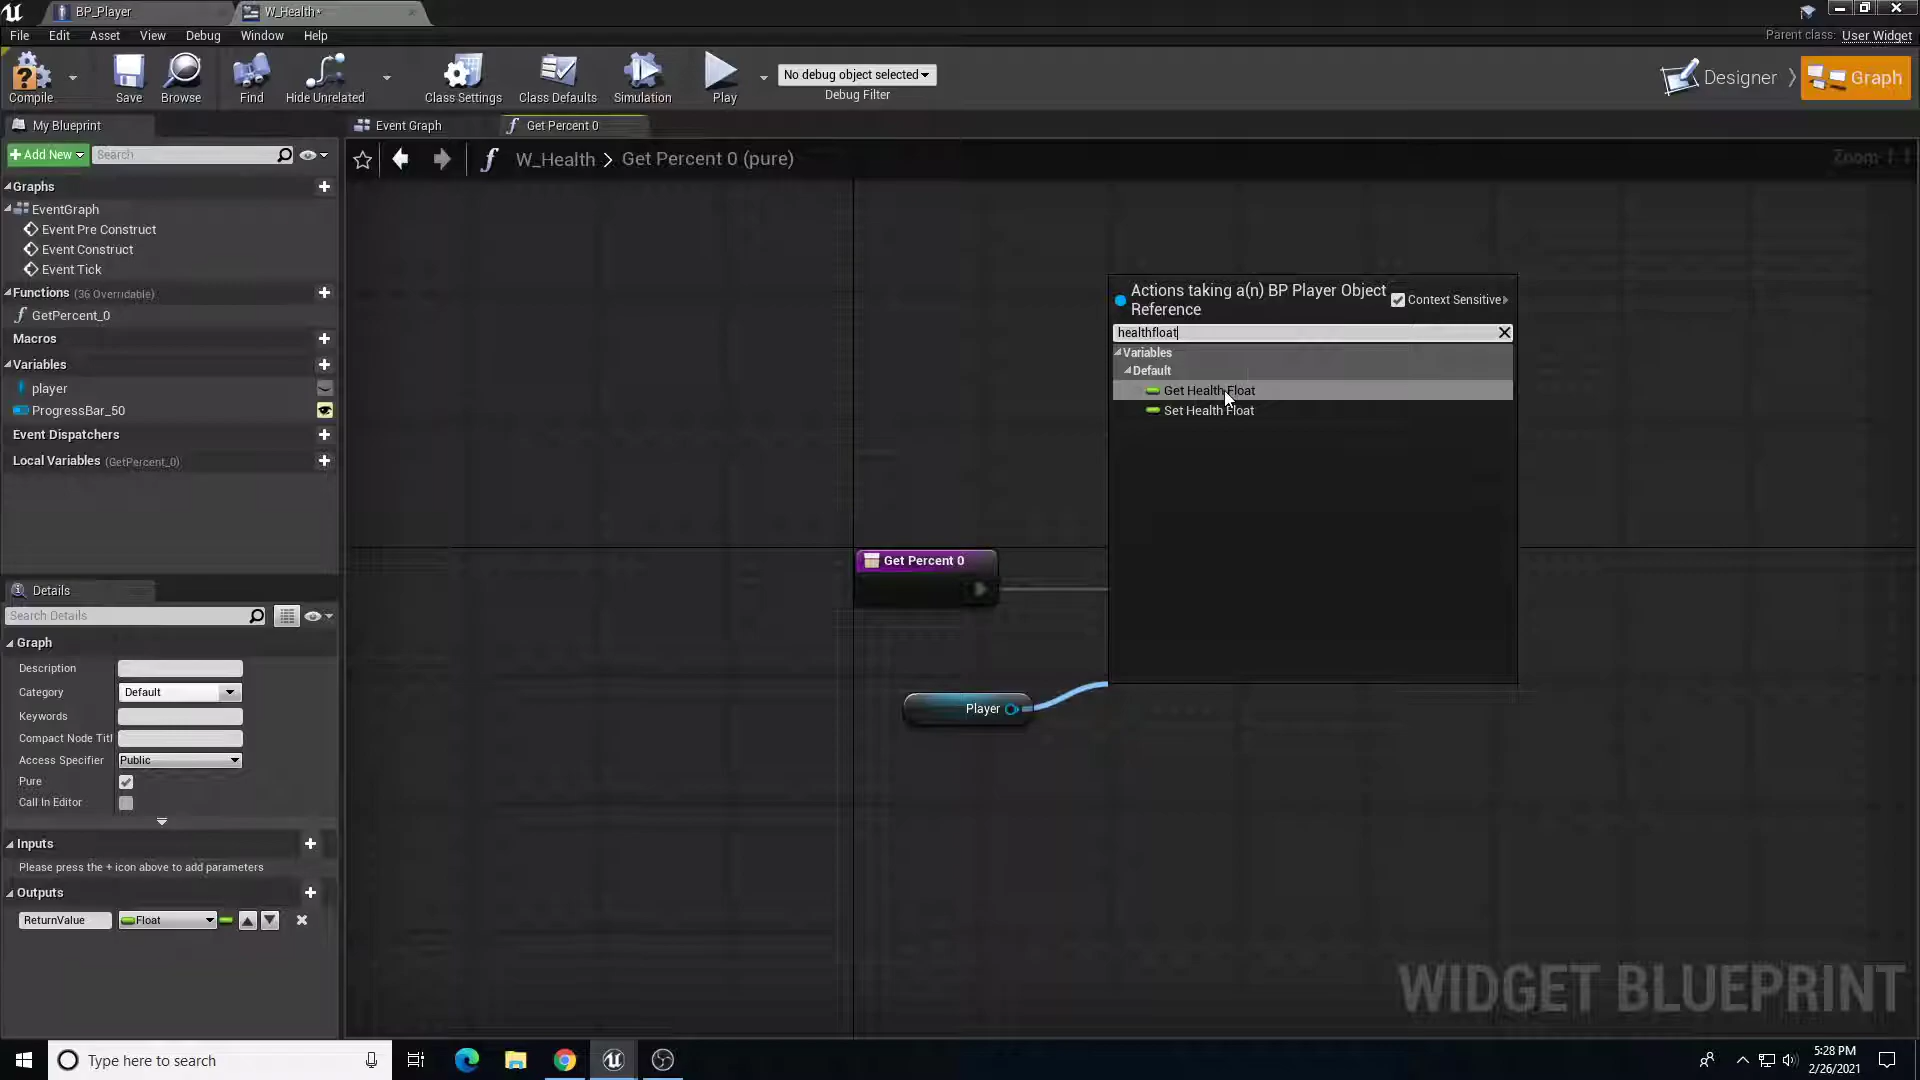 BP_Player
W_Health*
File Edit Asset View Debug Window Help
Parent class: User Widget
Compile
Save
Browse
Find
Hide Unrelated
Class Settings
Class Defaults
Simulation
Play
No debug object selected
Debug Filter
Designer
Graph
My Blueprint
Event Graph
Get Percent 0
Add New
Search
W_Health > Get Percent 0 (pure)
Zoom 1:1
Graphs
EventGraph
Event Pre Construct
Event Construct
Event Tick
Functions (36 Overridable)
GetPercent_0
Macros
Variables
player
ProgressBar_50
Event Dispatchers
Local Variables (GetPercent_0)
Actions taking a(n) BP Player Object
Reference
Context Sensitive
healthfloat
Variables
Default
Get Health Float
Set Health Float
Get Percent 0
Player
Details
Search Details
Graph
Description
Category Default
Keywords
Compact Node Titl
Access Specifier Public
Pure
Call In Editor
Inputs
Please press the + icon above to add parameters
Outputs
ReturnValue Float
WIDGET BLUEPRINT
Type here to search
5:28 PM
2/26/2021